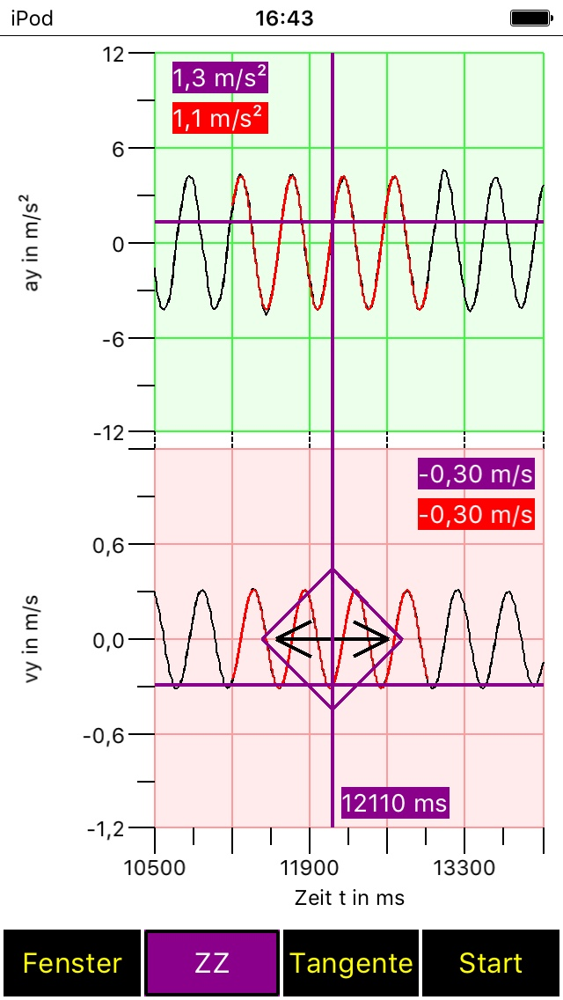 iPod 16:43
12
1,3 m/s²
1,1 m/s²
6
ay in m/s²
0
-6
-12
-0,30 m/s
-0,30 m/s
0,6
vy in m/s
0,0
-0,6
12110 ms
-1,2
10500 11900 13300
Zeit t in ms
Fenster ZZ Tangente Start